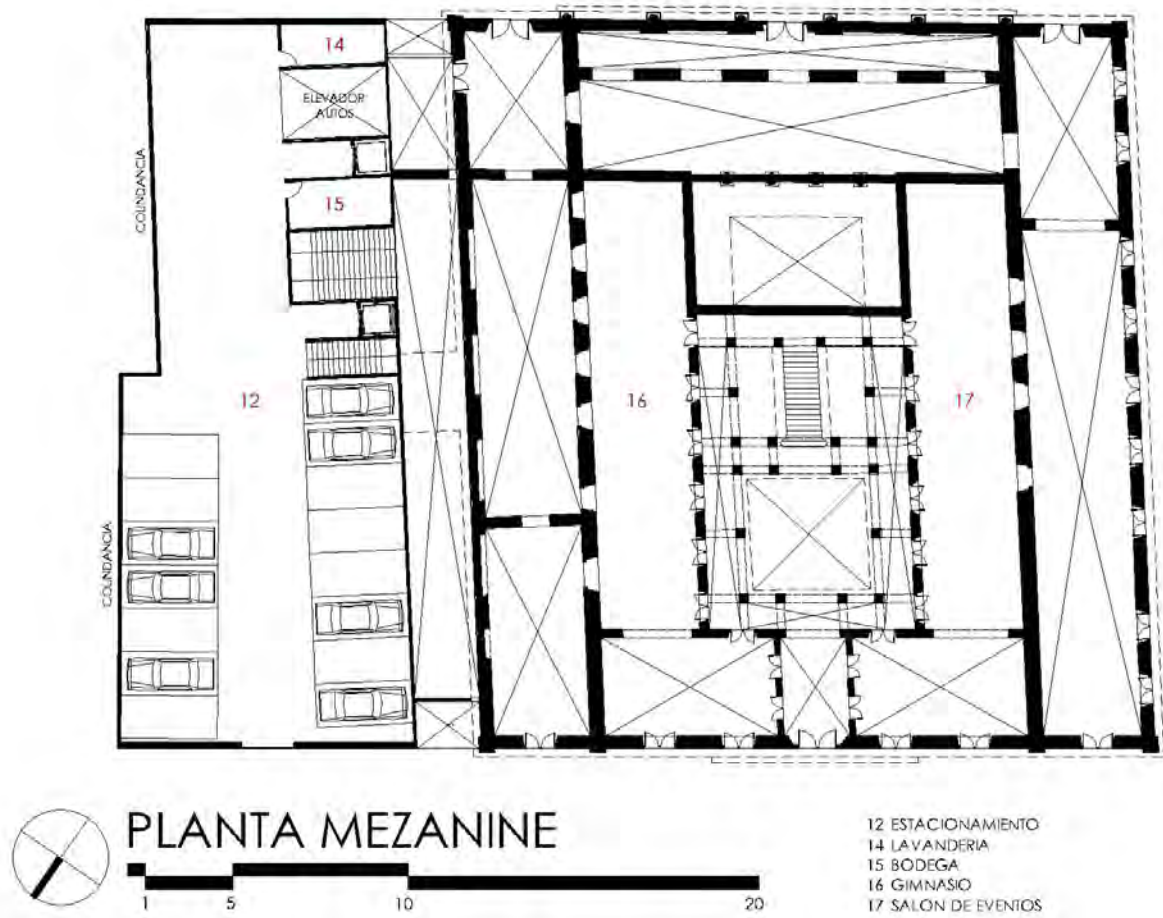 14
ELEVADOR
AUTOS
COLINDANCIA
15
12
16
17
COLINDANCIA
PLANTA MEZANINE
1 5 10 20
12 ESTACIONAMIENTO
14 LAVANDERIA
15 BODEGA
16 GIMNASIO
17 SALON DE EVENTOS